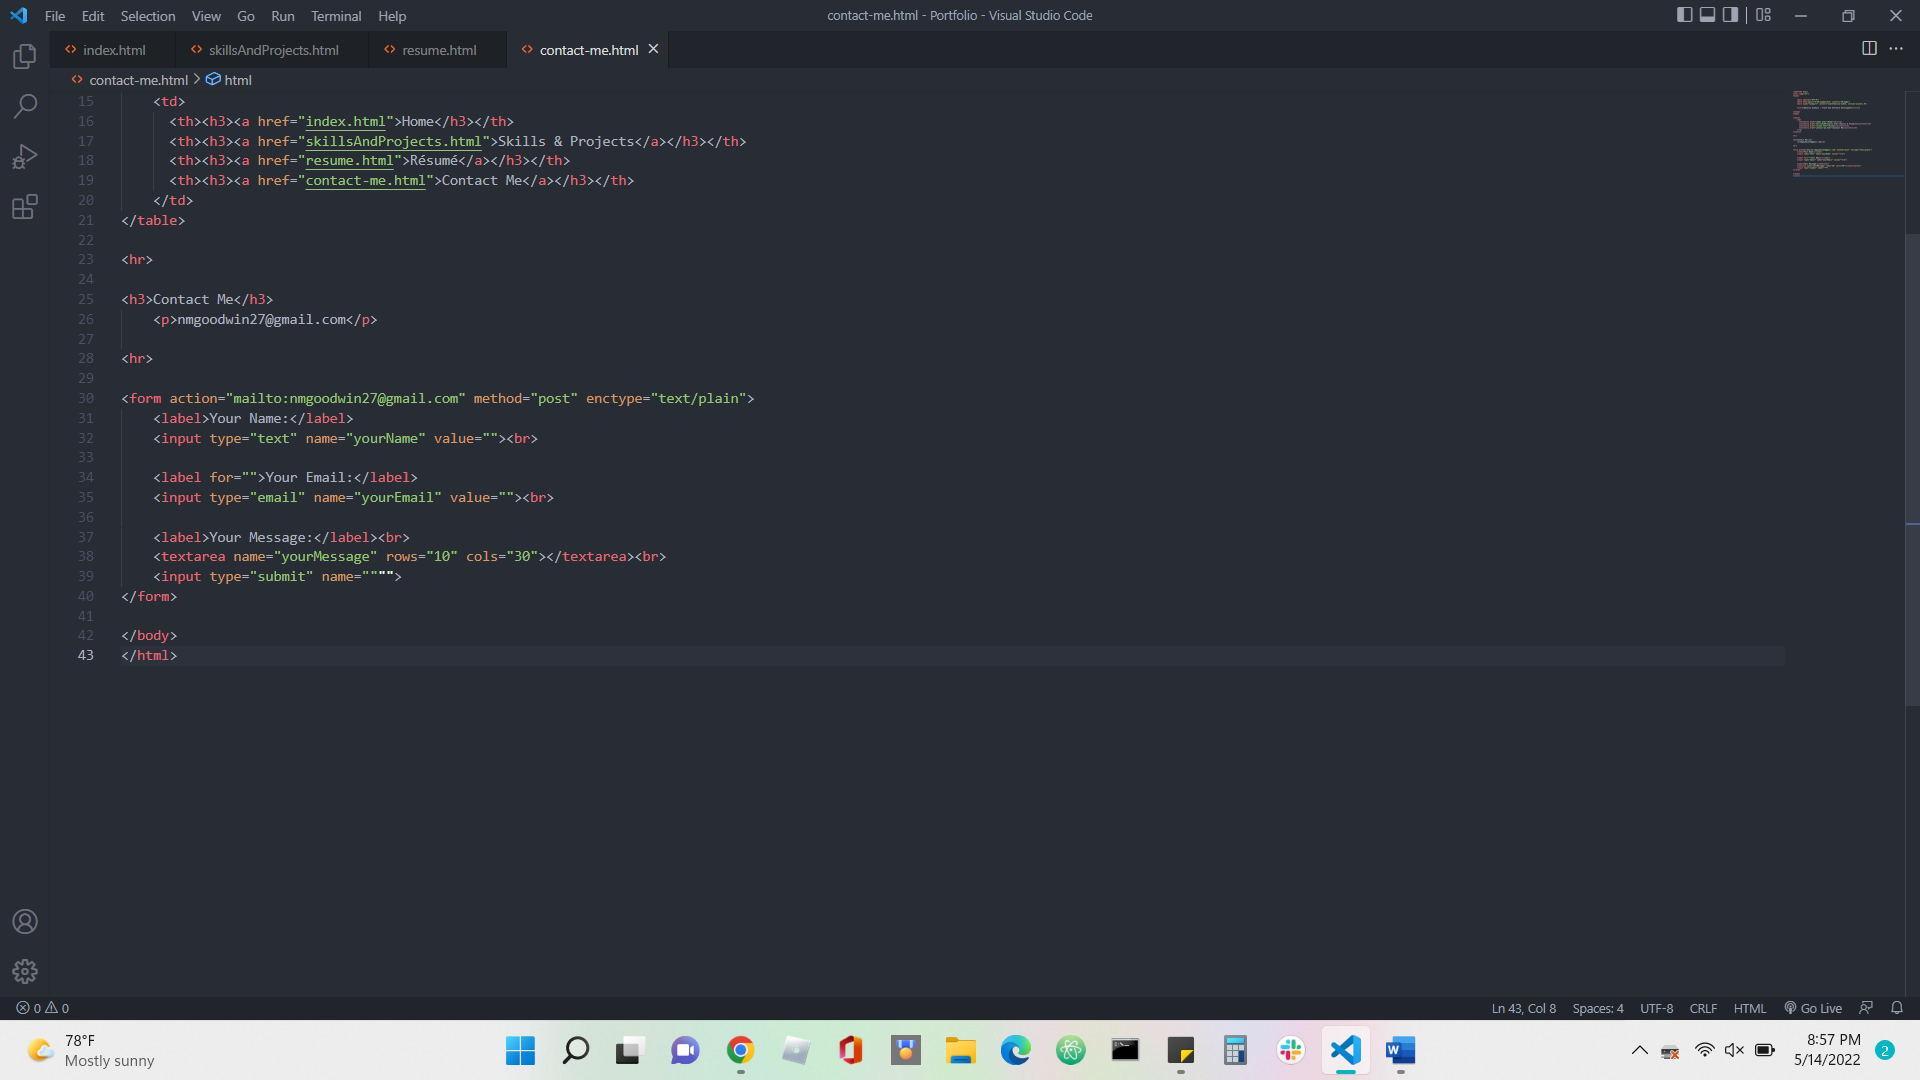 File Edit Selection View Go Run Terminal Help
contact-me.html - Portfolio - Visual Studio Code
index.html
skillsAndProjects.html
resume.html
contact-me.html
contact-me.html > html
15 <td>
16 <th><h3><a href="index.html">Home</h3></th>
17 <th><h3><a href="skillsAndProjects.html">Skills & Projects</a></h3></th>
18 <th><h3><a href="resume.html">Résumé</a></h3></th>
19 <th><h3><a href="contact-me.html">Contact Me</a></h3></th>
20 </td>
21 </table>
22
23 <hr>
24
25 <h3>Contact Me</h3>
26 <p>nmgoodwin27@gmail.com</p>
27
28 <hr>
29
30 <form action="mailto:nmgoodwin27@gmail.com" method="post" enctype="text/plain">
31 <label>Your Name:</label>
32 <input type="text" name="yourName" value=""><br>
33
34 <label for="">Your Email:</label>
35 <input type="email" name="yourEmail" value=""><br>
36
37 <label>Your Message:</label><br>
38 <textarea name="yourMessage" rows="10" cols="30"></textarea><br>
39 <input type="submit" name="""">
40 </form>
41
42 </body>
43 </html>
0 0
Ln 43, Col 8 Spaces: 4 UTF-8 CRLF HTML Go Live
78°F
Mostly sunny
8:57 PM
5/14/2022
2